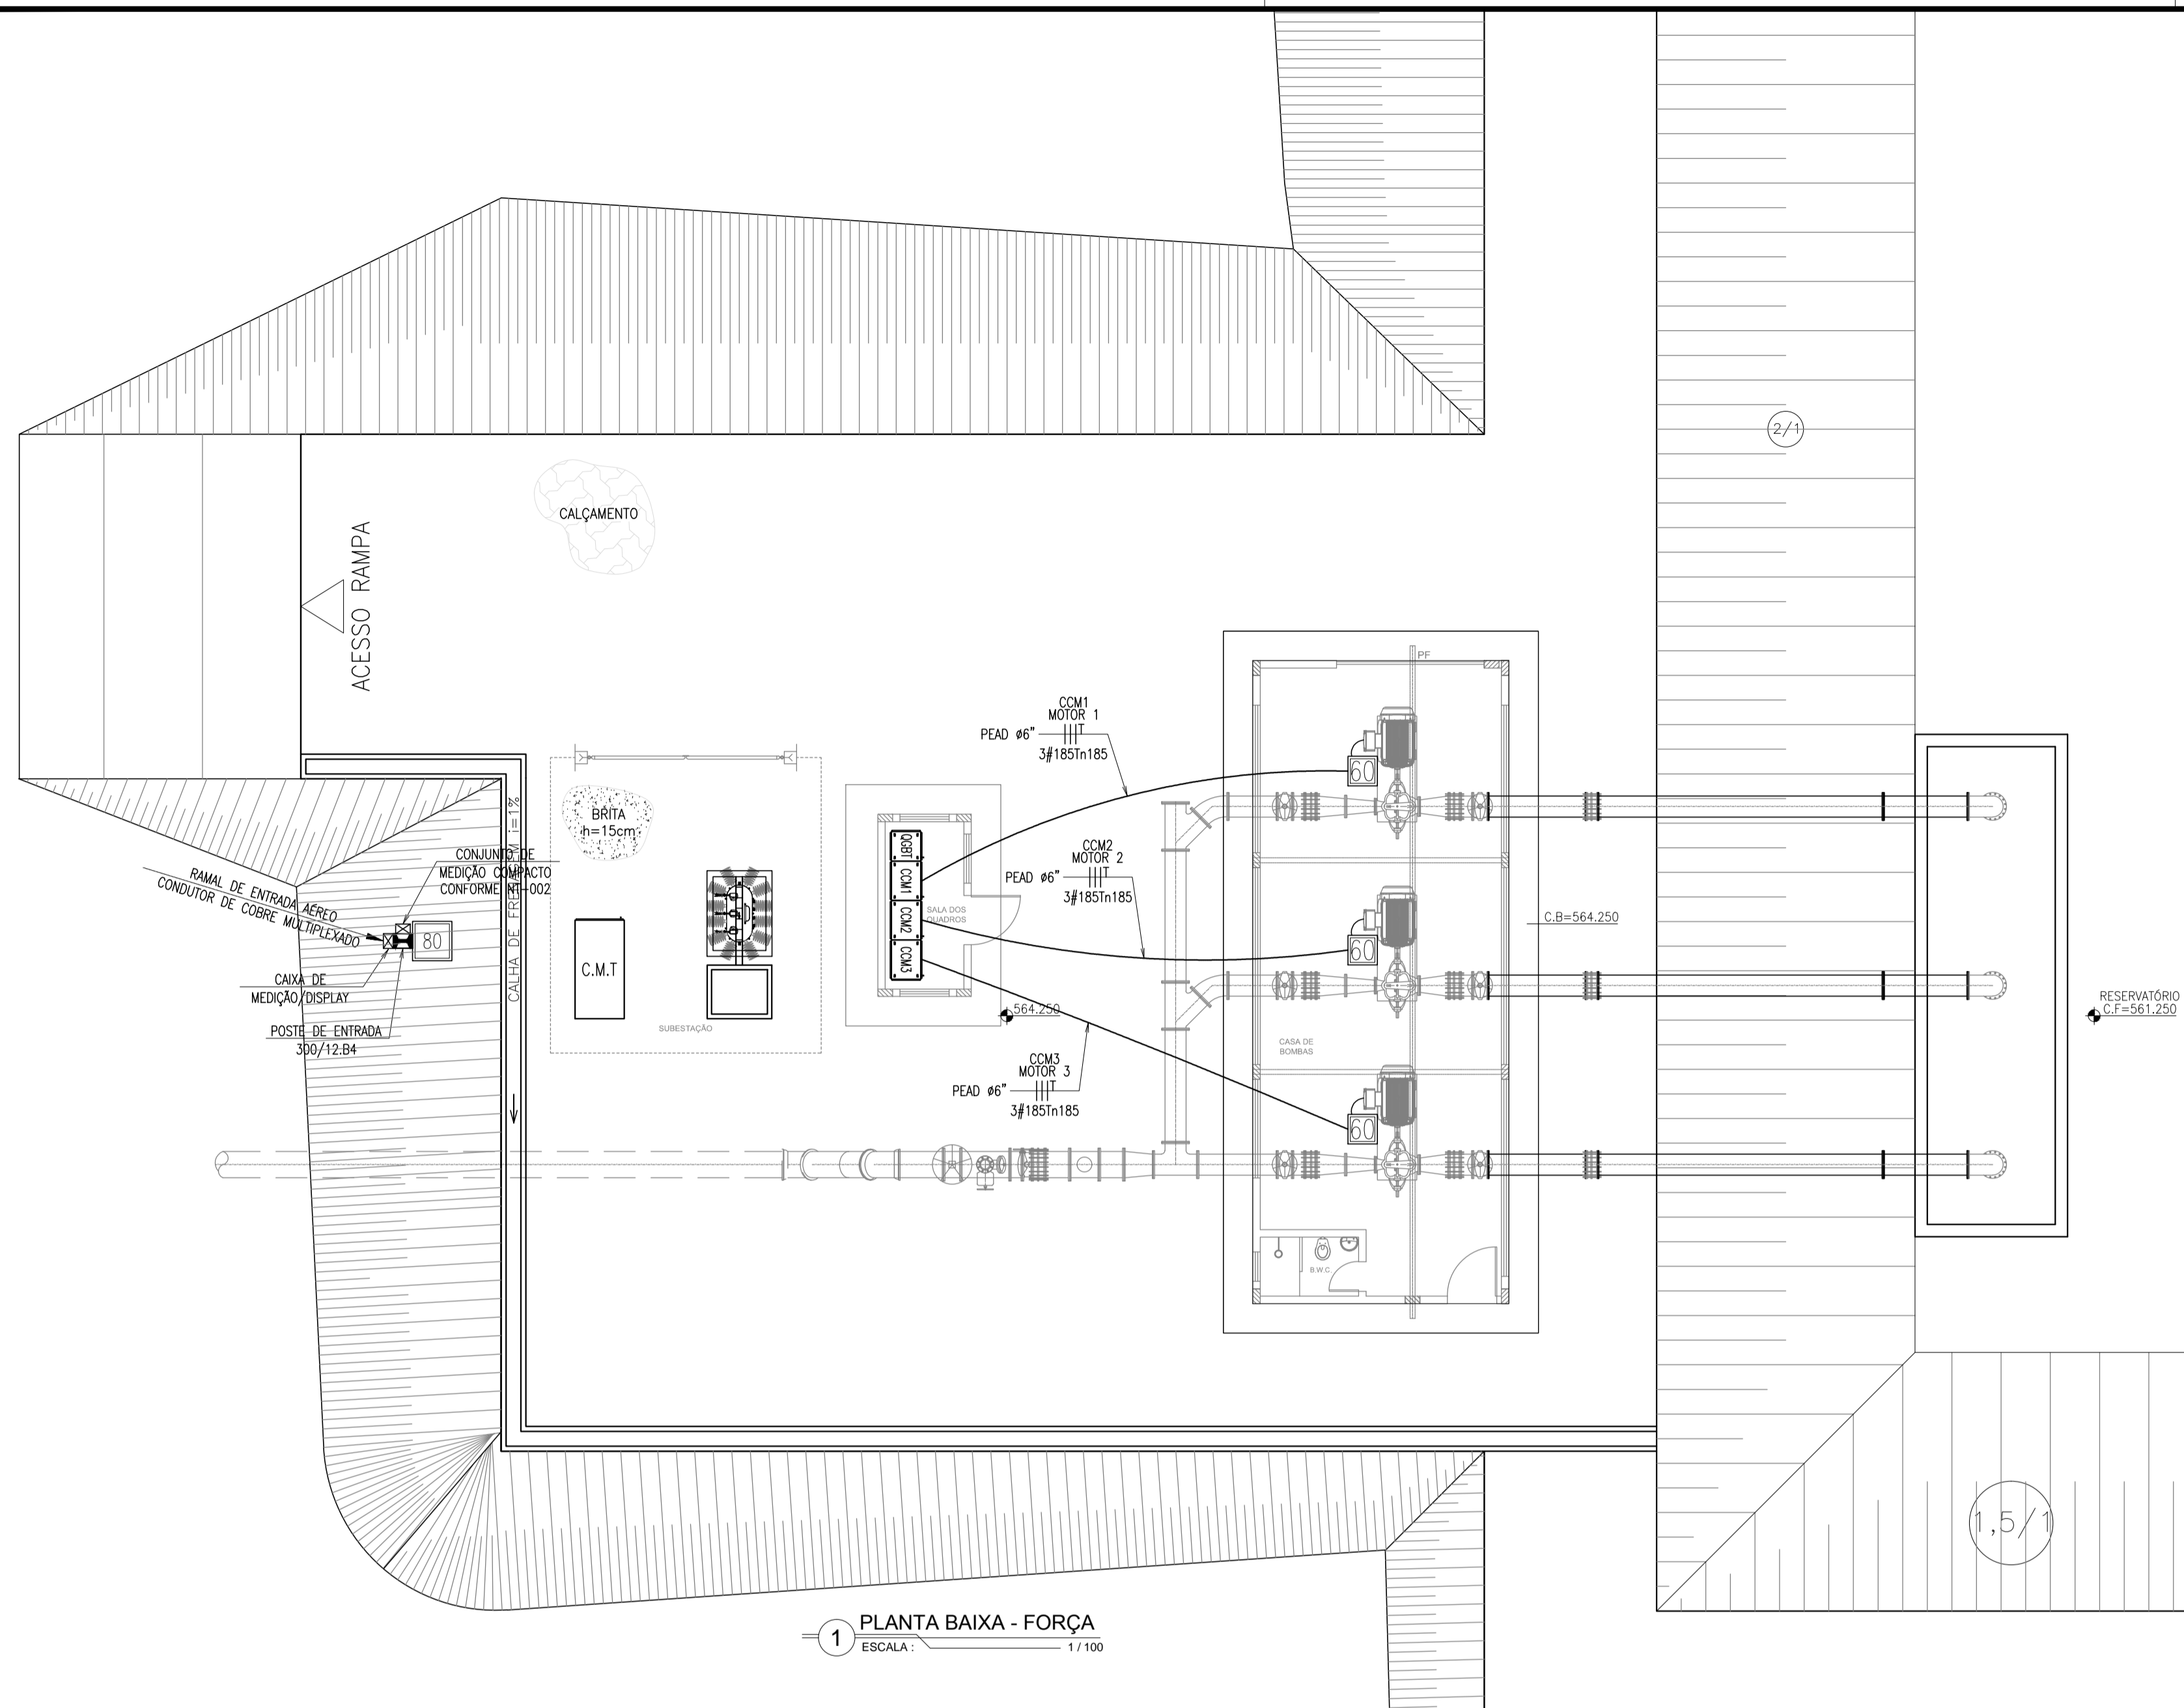 2/1
CALÇAMENTO
ACESSO RAMPA
PF
CCM1
MOTOR 1
PEAD ø6"
T
3#185Tn185
60
CALHA DE FRENAGEM i=1%
BRITA
h=15cm
CONJUNTO DE
MEDIÇÃO COMPACTO
CONFORME NT-002
RAMAL DE ENTRADA AÉREO
CONDUTOR DE COBRE MULTIPLEXADO
80
CAIXA DE
MEDIÇÃO/DISPLAY
POSTE DE ENTRADA
300/12.B4
C.M.T
SUBESTAÇÃO
QGBT
CCM1
CCM2
CCM3
SALA DOS
QUADROS
564.250
CCM2
MOTOR 2
PEAD ø6"
T
3#185Tn185
60
C.B=564.250
RESERVATÓRIO
C.F=561.250
CASA DE
BOMBAS
CCM3
MOTOR 3
PEAD ø6"
T
3#185Tn185
60
B.W.C.
1,5/1
1
PLANTA BAIXA - FORÇA
ESCALA : 1 / 100